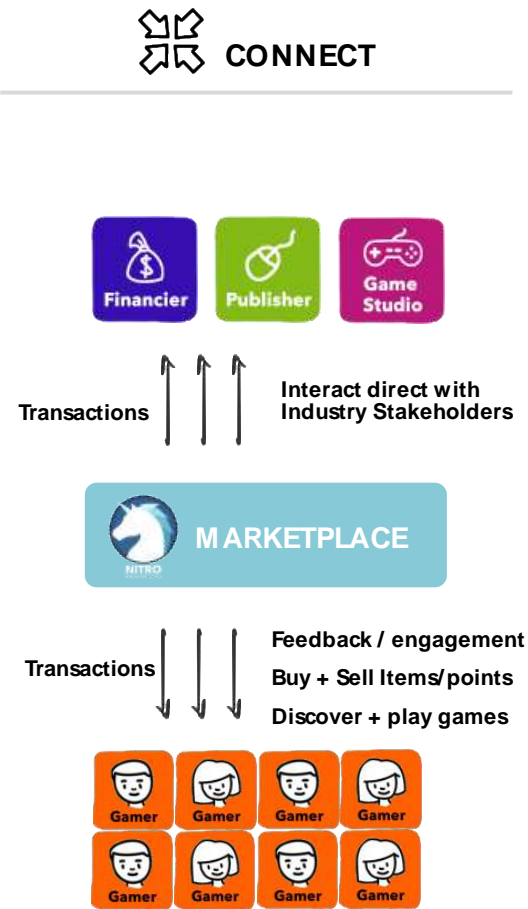 CONNECT
Financier
Publisher
Game
Studio
Transactions
Interact direct with
Industry Stakeholders
NITRO
MARKETPLACE
Transactions
Feedback / engagement
Buy + Sell Items/points
Discover + play games
Gamer Gamer Gamer Gamer
Gamer Gamer Gamer Gamer